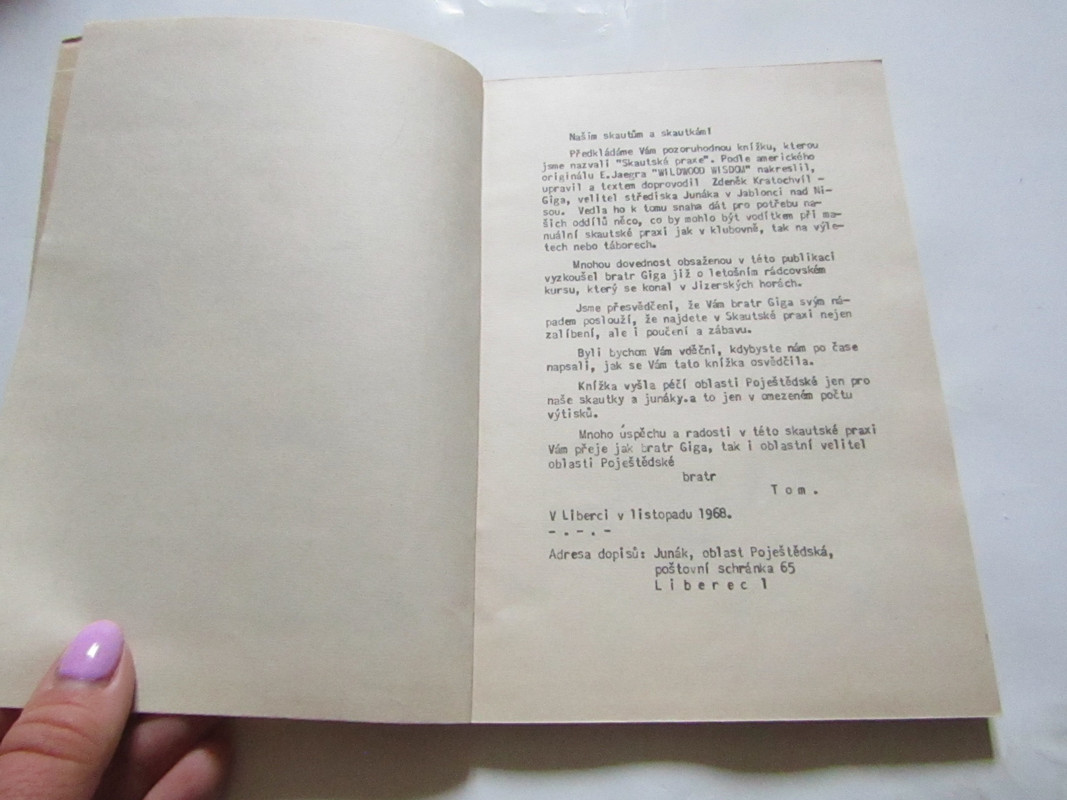 Našim skautům a skautkám!
Předkládáme Vám pozoruhodnou knížku, kterou
jsme nazvali "Skautská praxe". Podle amerického
originálu E.Jaegra "WILDWOOD WISDOM" nakreslil,
upravil a textem doprovodil Zdeněk Kratochvíl -
Giga, velitel střediska Junáka v Jablonci nad Ni-
sou. Vedla ho k tomu snaha dát pro potřebu na-
šich oddílů něco, co by mohlo být vodítkem při ma-
nuální skautské praxi jak v klubovně, tak na výle-
tech nebo táborech.
Mnohou dovednost obsaženou v této publikaci
vyzkoušel bratr Giga již o letošním rádcovském
kursu, který se konal v Jizerských horách.
Jsme přesvědčeni, že Vám bratr Giga svým ná-
padem poslouží, že najdete v Skautské praxi nejen
zalíbení, ale i poučení a zábavu.
Byli bychom Vám vděčni, kdybyste nám po čase
napsali, jak se Vám tato knížka osvědčila.
Knížka vyšla péčí oblasti Poještědské jen pro
naše skautky a junáky.a to jen v omezeném počtu
výtisků.
Mnoho úspěchu a radosti v této skautské praxi
Vám přeje jak bratr Giga, tak i oblastní velitel
oblasti Poještědské
bratr
T o m .
V Liberci v listopadu 1968.
- . - . -
Adresa dopisů: Junák, oblast Poještědská,
poštovní schránka 65
L i b e r e c 1